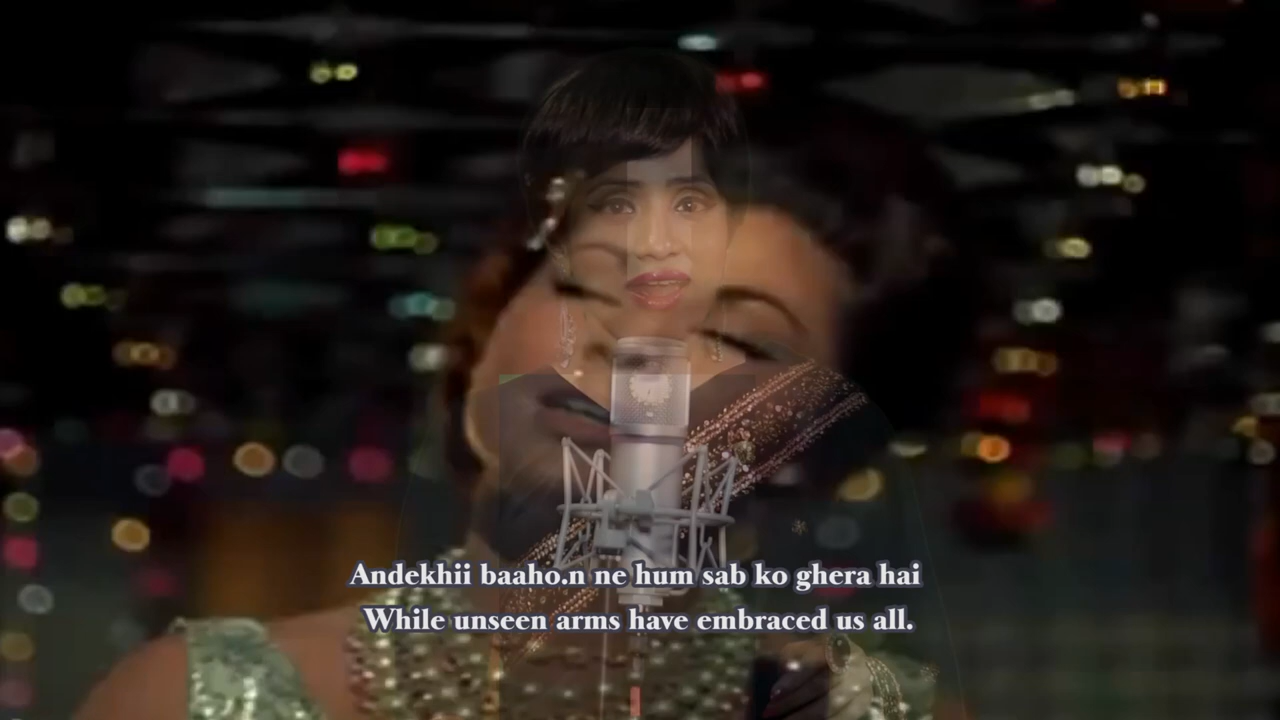 Andekhii baaho.n ne hum sab ko ghera hai
While unseen arms have embraced us all.